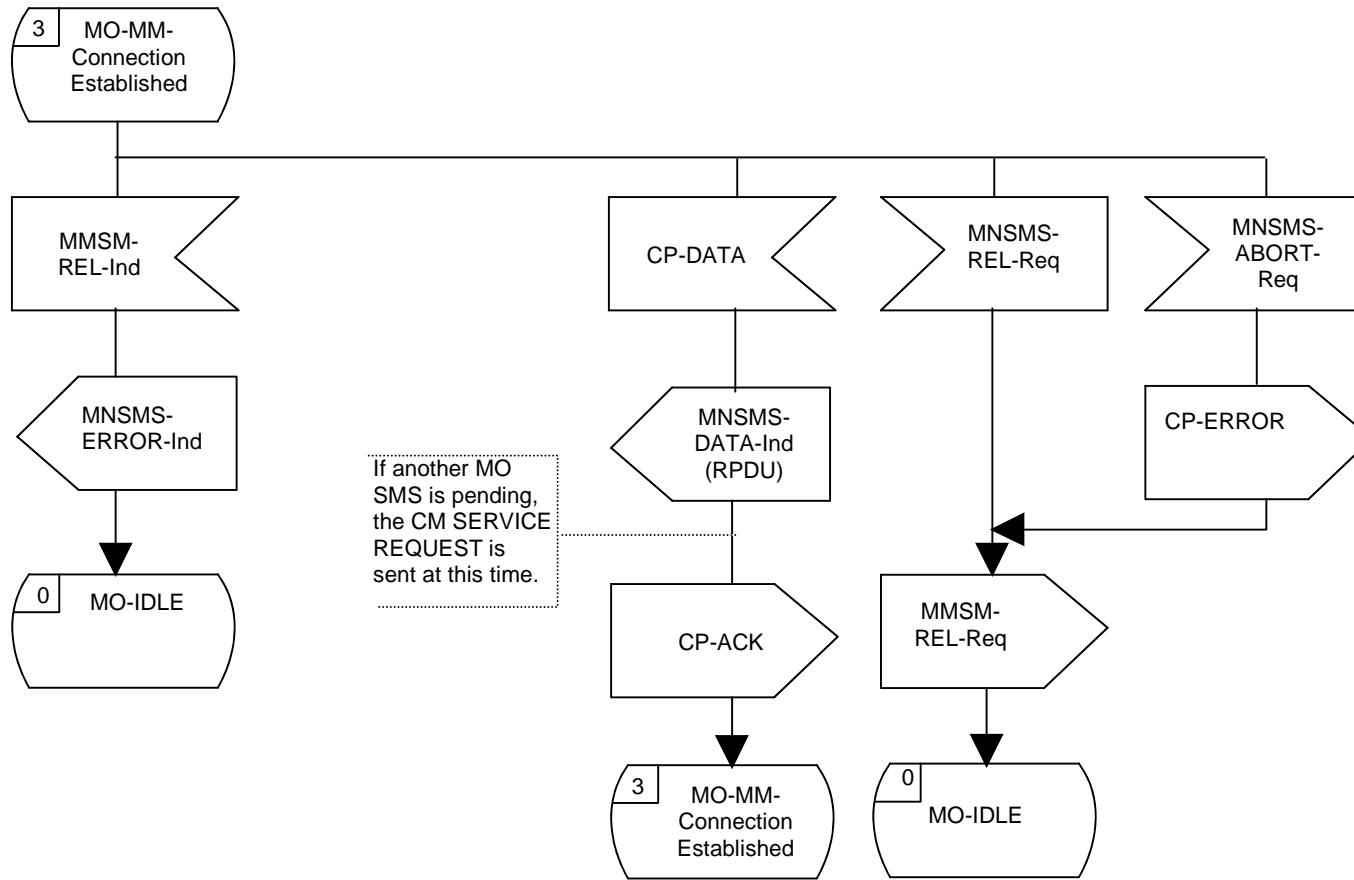 3
MO-MM-
Connection
Established
MMSM-
REL-Ind
CP-DATA
MNSMS-
REL-Req
MNSMS-
ABORT-
Req
MNSMS-
ERROR-Ind
MNSMS-
DATA-Ind
(RPDU)
CP-ERROR
If another MO
SMS is pending,
the CM SERVICE
REQUEST is
sent at this time.
0
MO-IDLE
CP-ACK
MMSM-
REL-Req
3
MO-MM-
Connection
Established
0
MO-IDLE